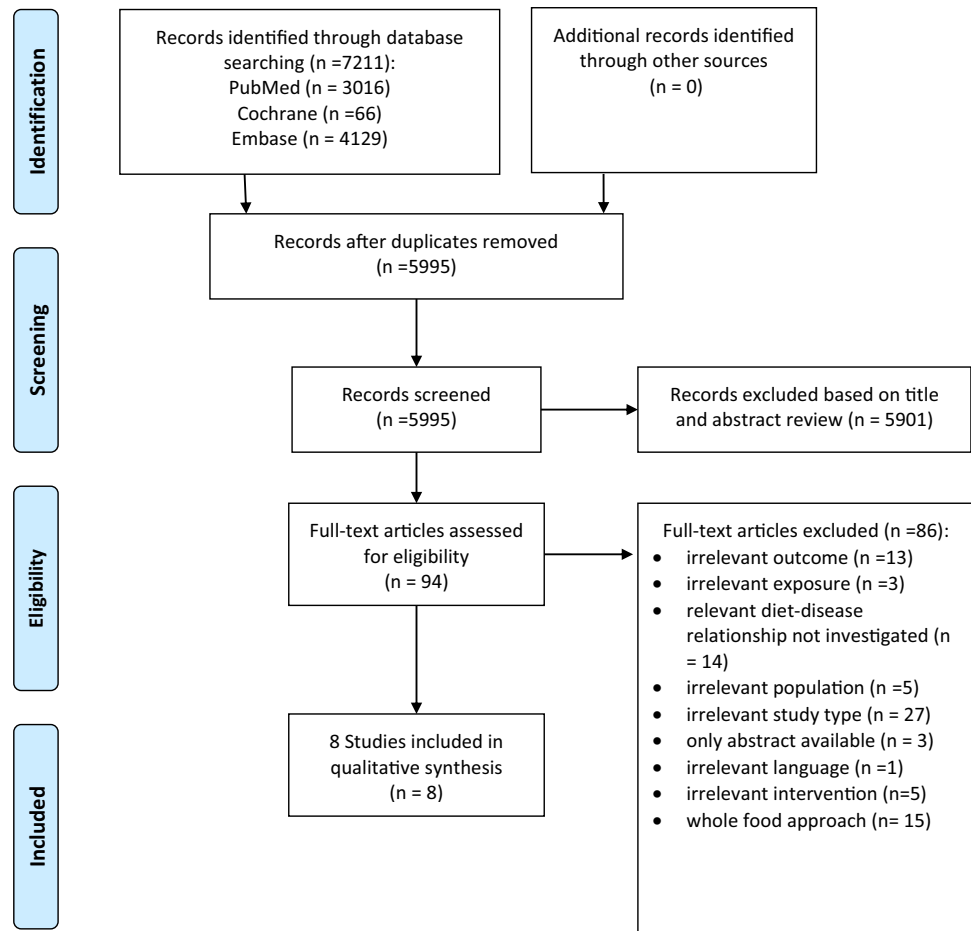 Identification
Records identified through database
searching (n =7211):
PubMed (n = 3016)
Cochrane (n =66)
Embase (n = 4129)
Additional records identified
through other sources
(n = 0)
Records after duplicates removed
(n =5995)
Screening
Records screened
(n =5995)
Records excluded based on title
and abstract review (n = 5901)
Eligibility
Full-text articles assessed
for eligibility
(n = 94)
Full-text articles excluded (n =86):
• irrelevant outcome (n =13)
• irrelevant exposure (n =3)
• relevant diet-disease
relationship not investigated (n
= 14)
• irrelevant population (n =5)
• irrelevant study type (n = 27)
• only abstract available (n = 3)
• irrelevant language (n =1)
• irrelevant intervention (n=5)
• whole food approach (n= 15)
Included
8 Studies included in
qualitative synthesis
(n = 8)